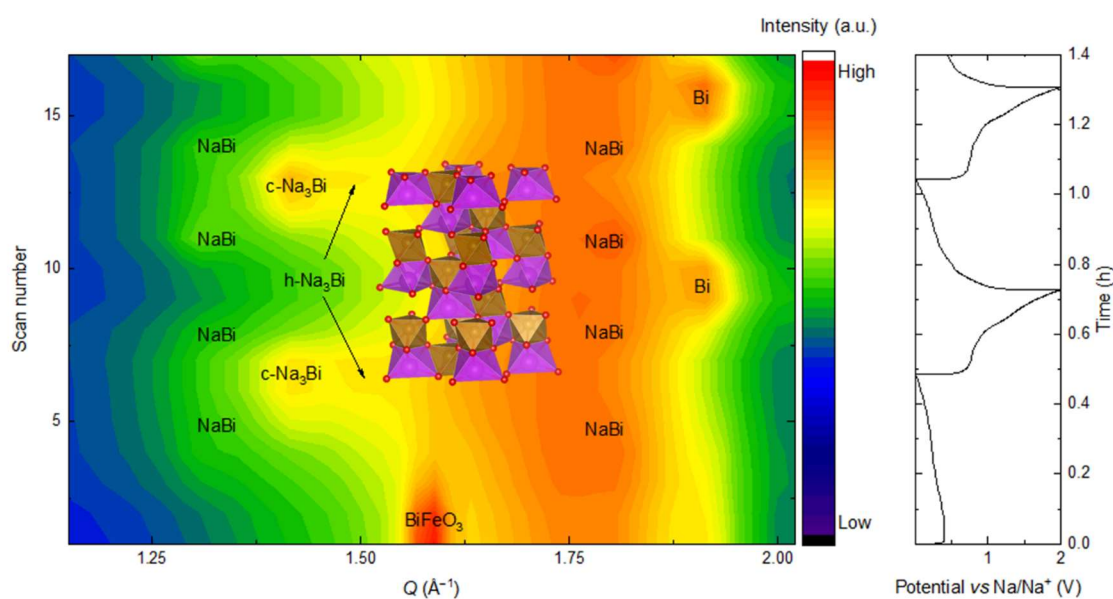 Intensity (a.u.)
High
Low
15
10
5
Scan number
NaBi
c-Na₃Bi
NaBi
h-Na₃Bi
NaBi
c-Na₃Bi
NaBi
BiFeO₃
Bi
NaBi
NaBi
Bi
NaBi
NaBi
1.25
1.50
1.75
2.00
Q (Å⁻¹)
1.4
1.2
1.0
0.8
0.6
0.4
0.2
0.0
Time (h)
1
2
Potential vs Na/Na⁺ (V)